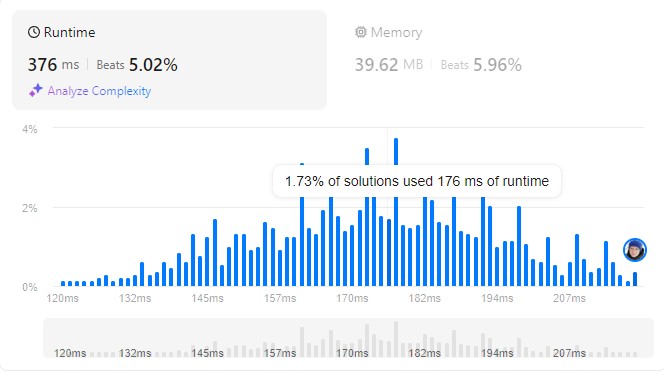 Runtime
376 ms Beats 5.02%
Analyze Complexity
Memory
39.62 MB Beats 5.96%
4%
1.73% of solutions used 176 ms of runtime
2%
0%
120ms 132ms 145ms 157ms 170ms 182ms 194ms 207ms
120ms 132ms 145ms 157ms 170ms 182ms 194ms 207ms